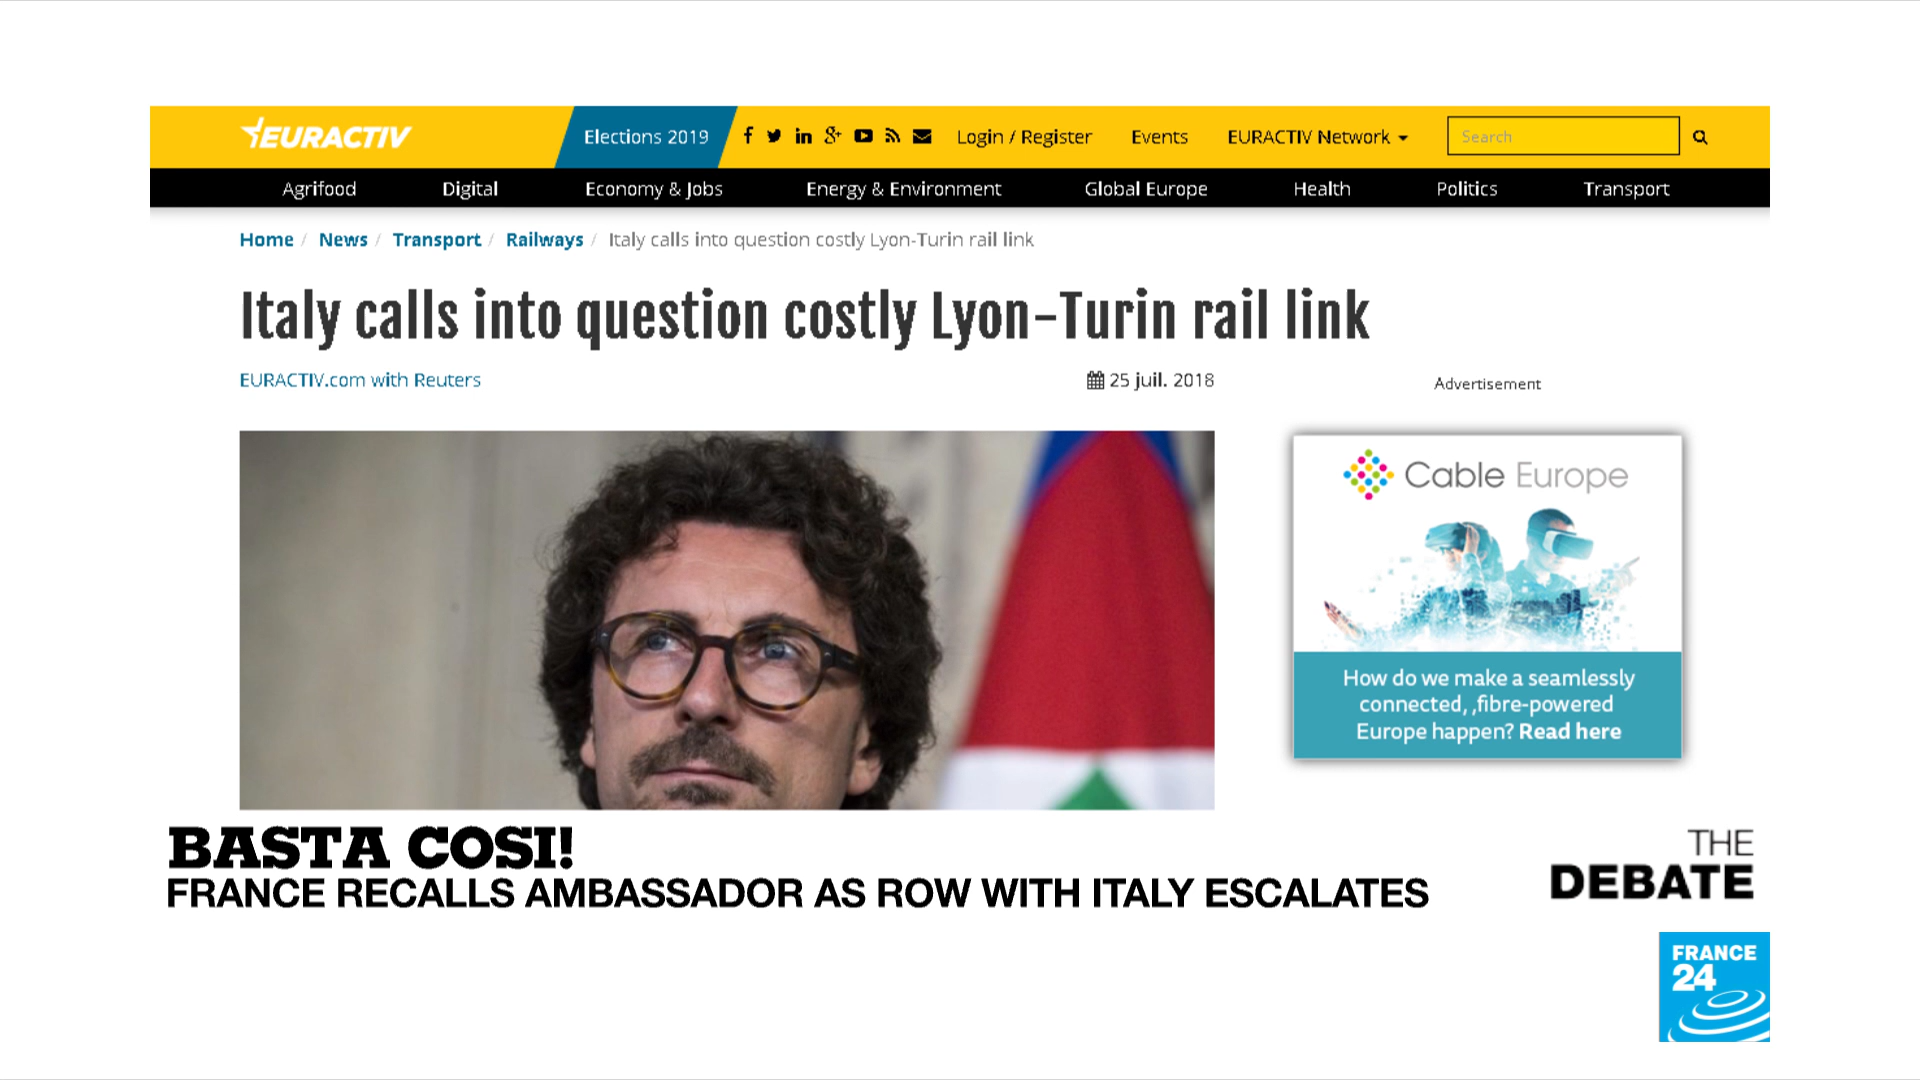 EURACTIV
Elections 2019
Login / Register
Events
EURACTIV Network
Search
Agrifood
Digital
Economy & Jobs
Energy & Environment
Global Europe
Health
Politics
Transport
Home / News / Transport / Railways / Italy calls into question costly Lyon-Turin rail link
Italy calls into question costly Lyon-Turin rail link
EURACTIV.com with Reuters
25 juil. 2018
Advertisement
Cable Europe
How do we make a seamlessly
connected, ,fibre-powered
Europe happen? Read here
BASTA COSI!
FRANCE RECALLS AMBASSADOR AS ROW WITH ITALY ESCALATES
THE
DEBATE
FRANCE
24